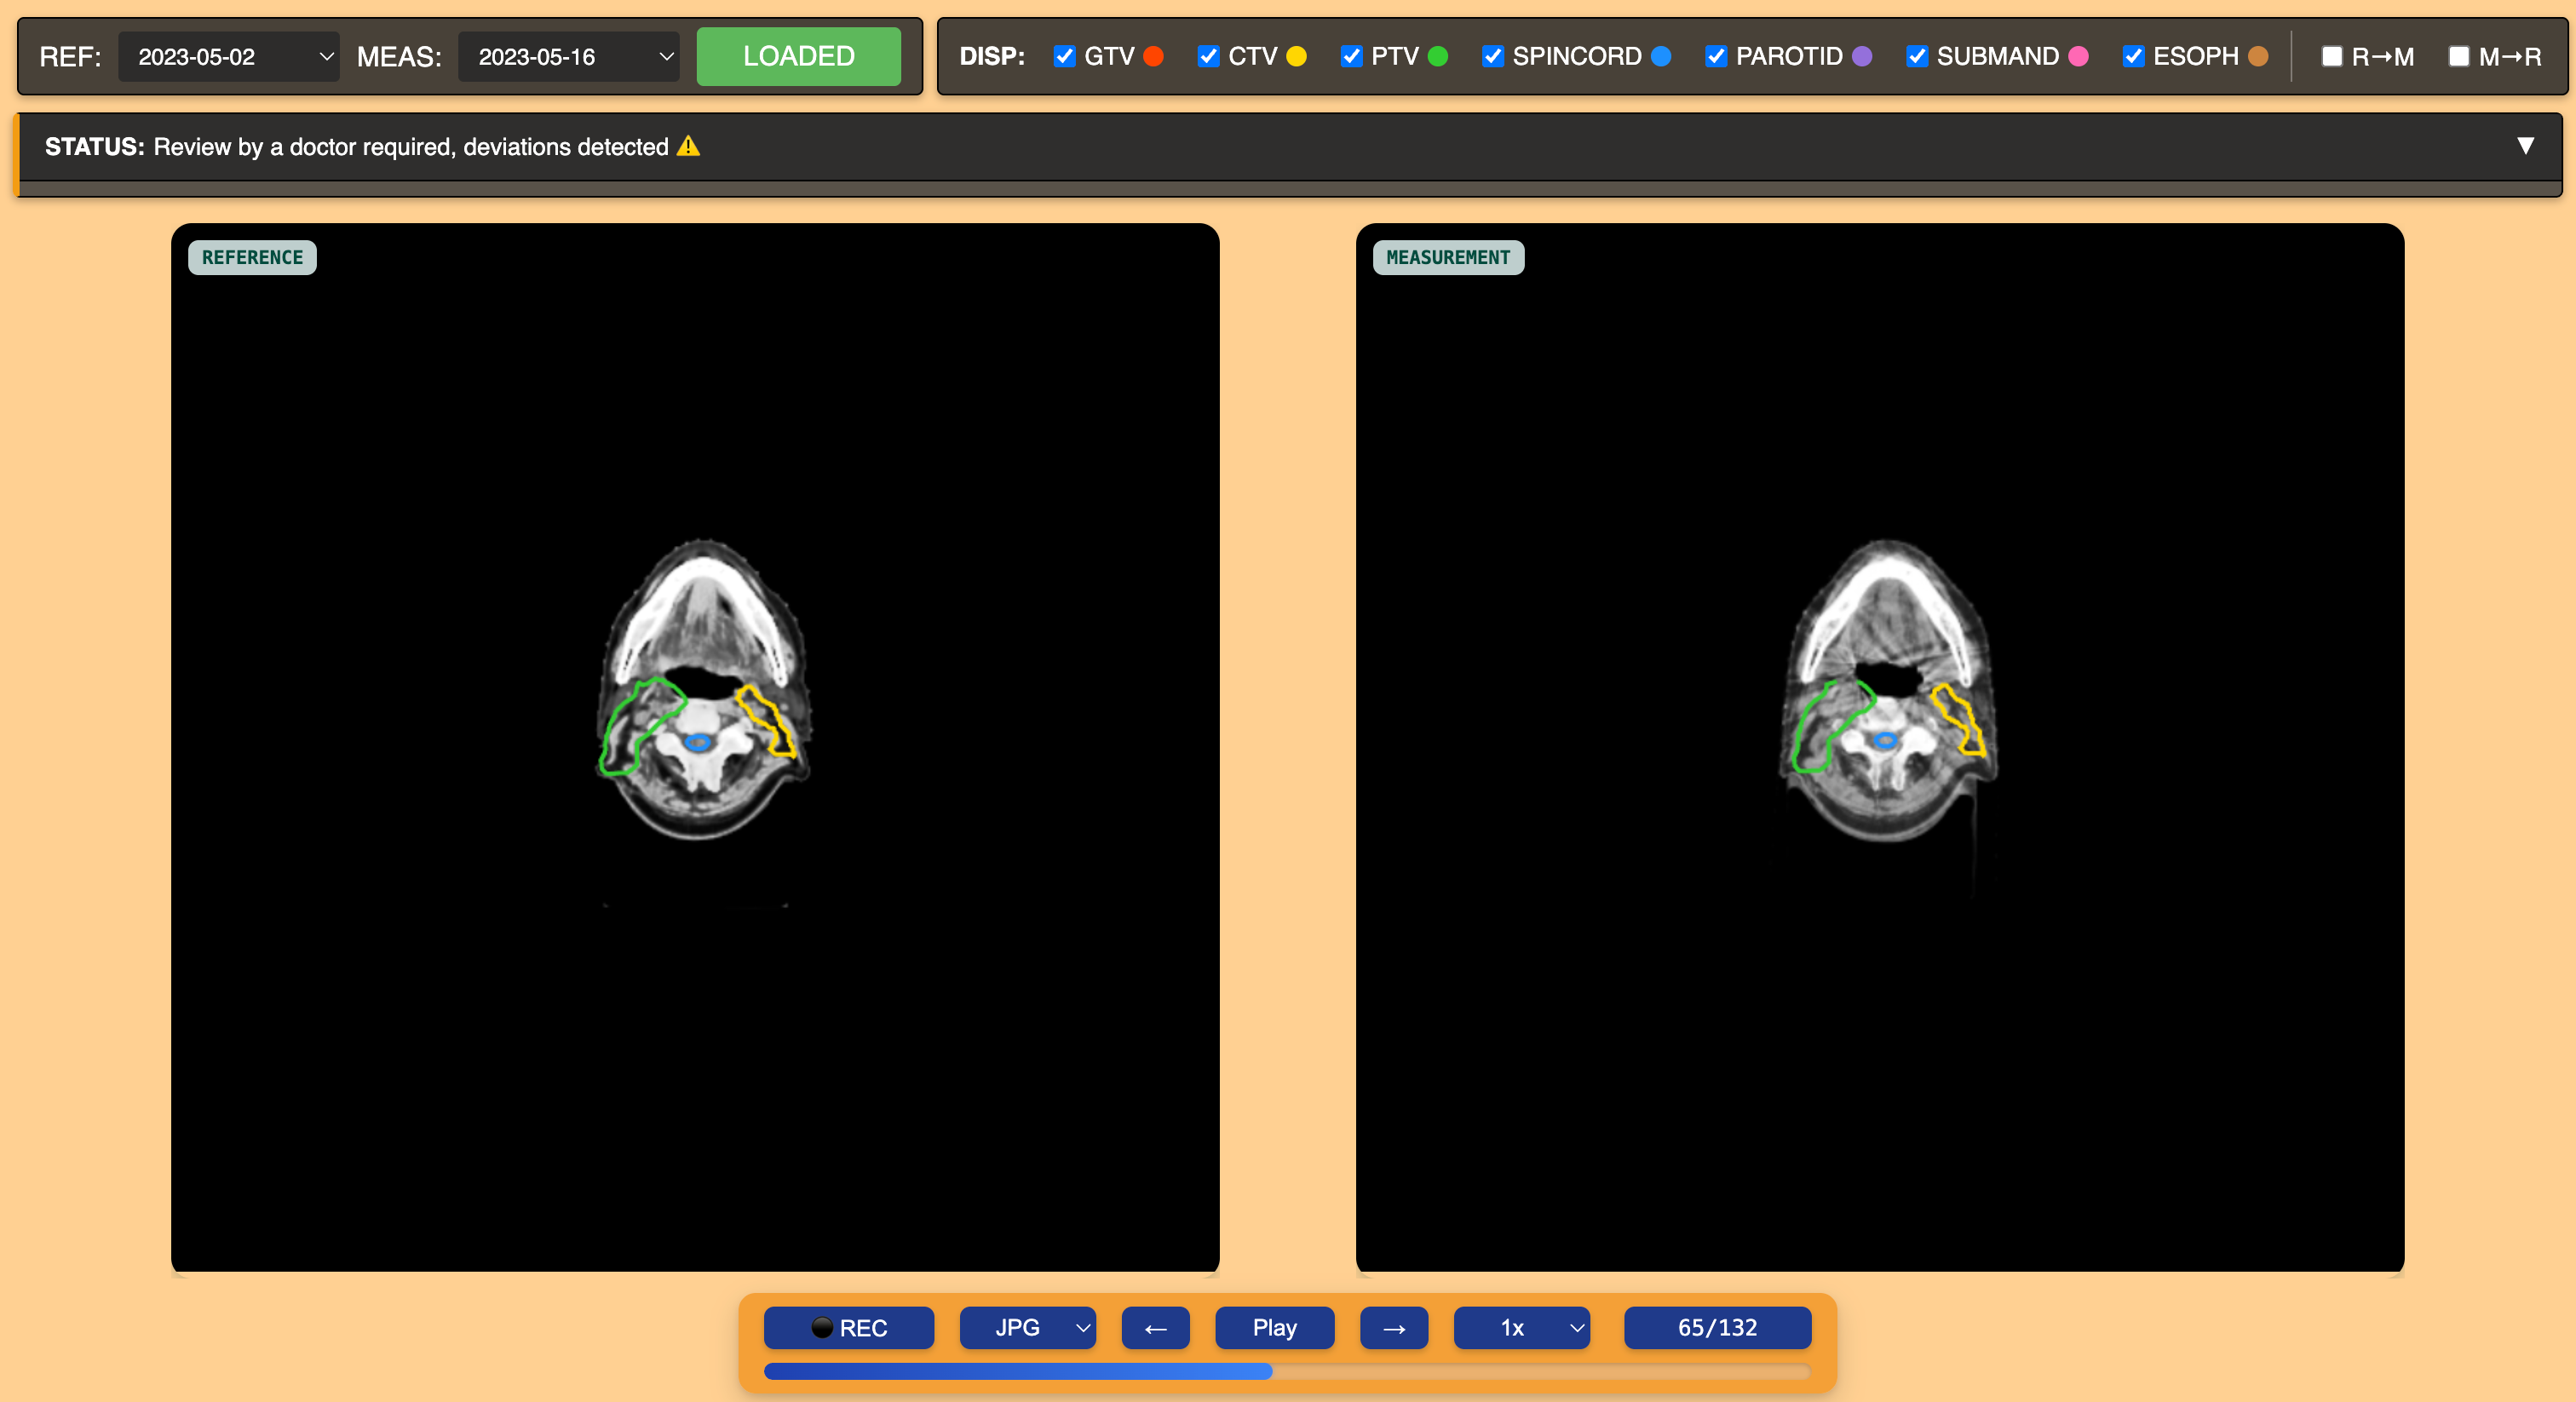 REF: 2023-05-02 MEAS: 2023-05-16 LOADED DISP: GTV CTV PTV SPINCORD PAROTID SUBMAND ESOPH R→M M→R
STATUS: Review by a doctor required, deviations detected ⚠️ ▼
REFERENCE MEASUREMENT
REC JPG ← Play → 1x 65/132